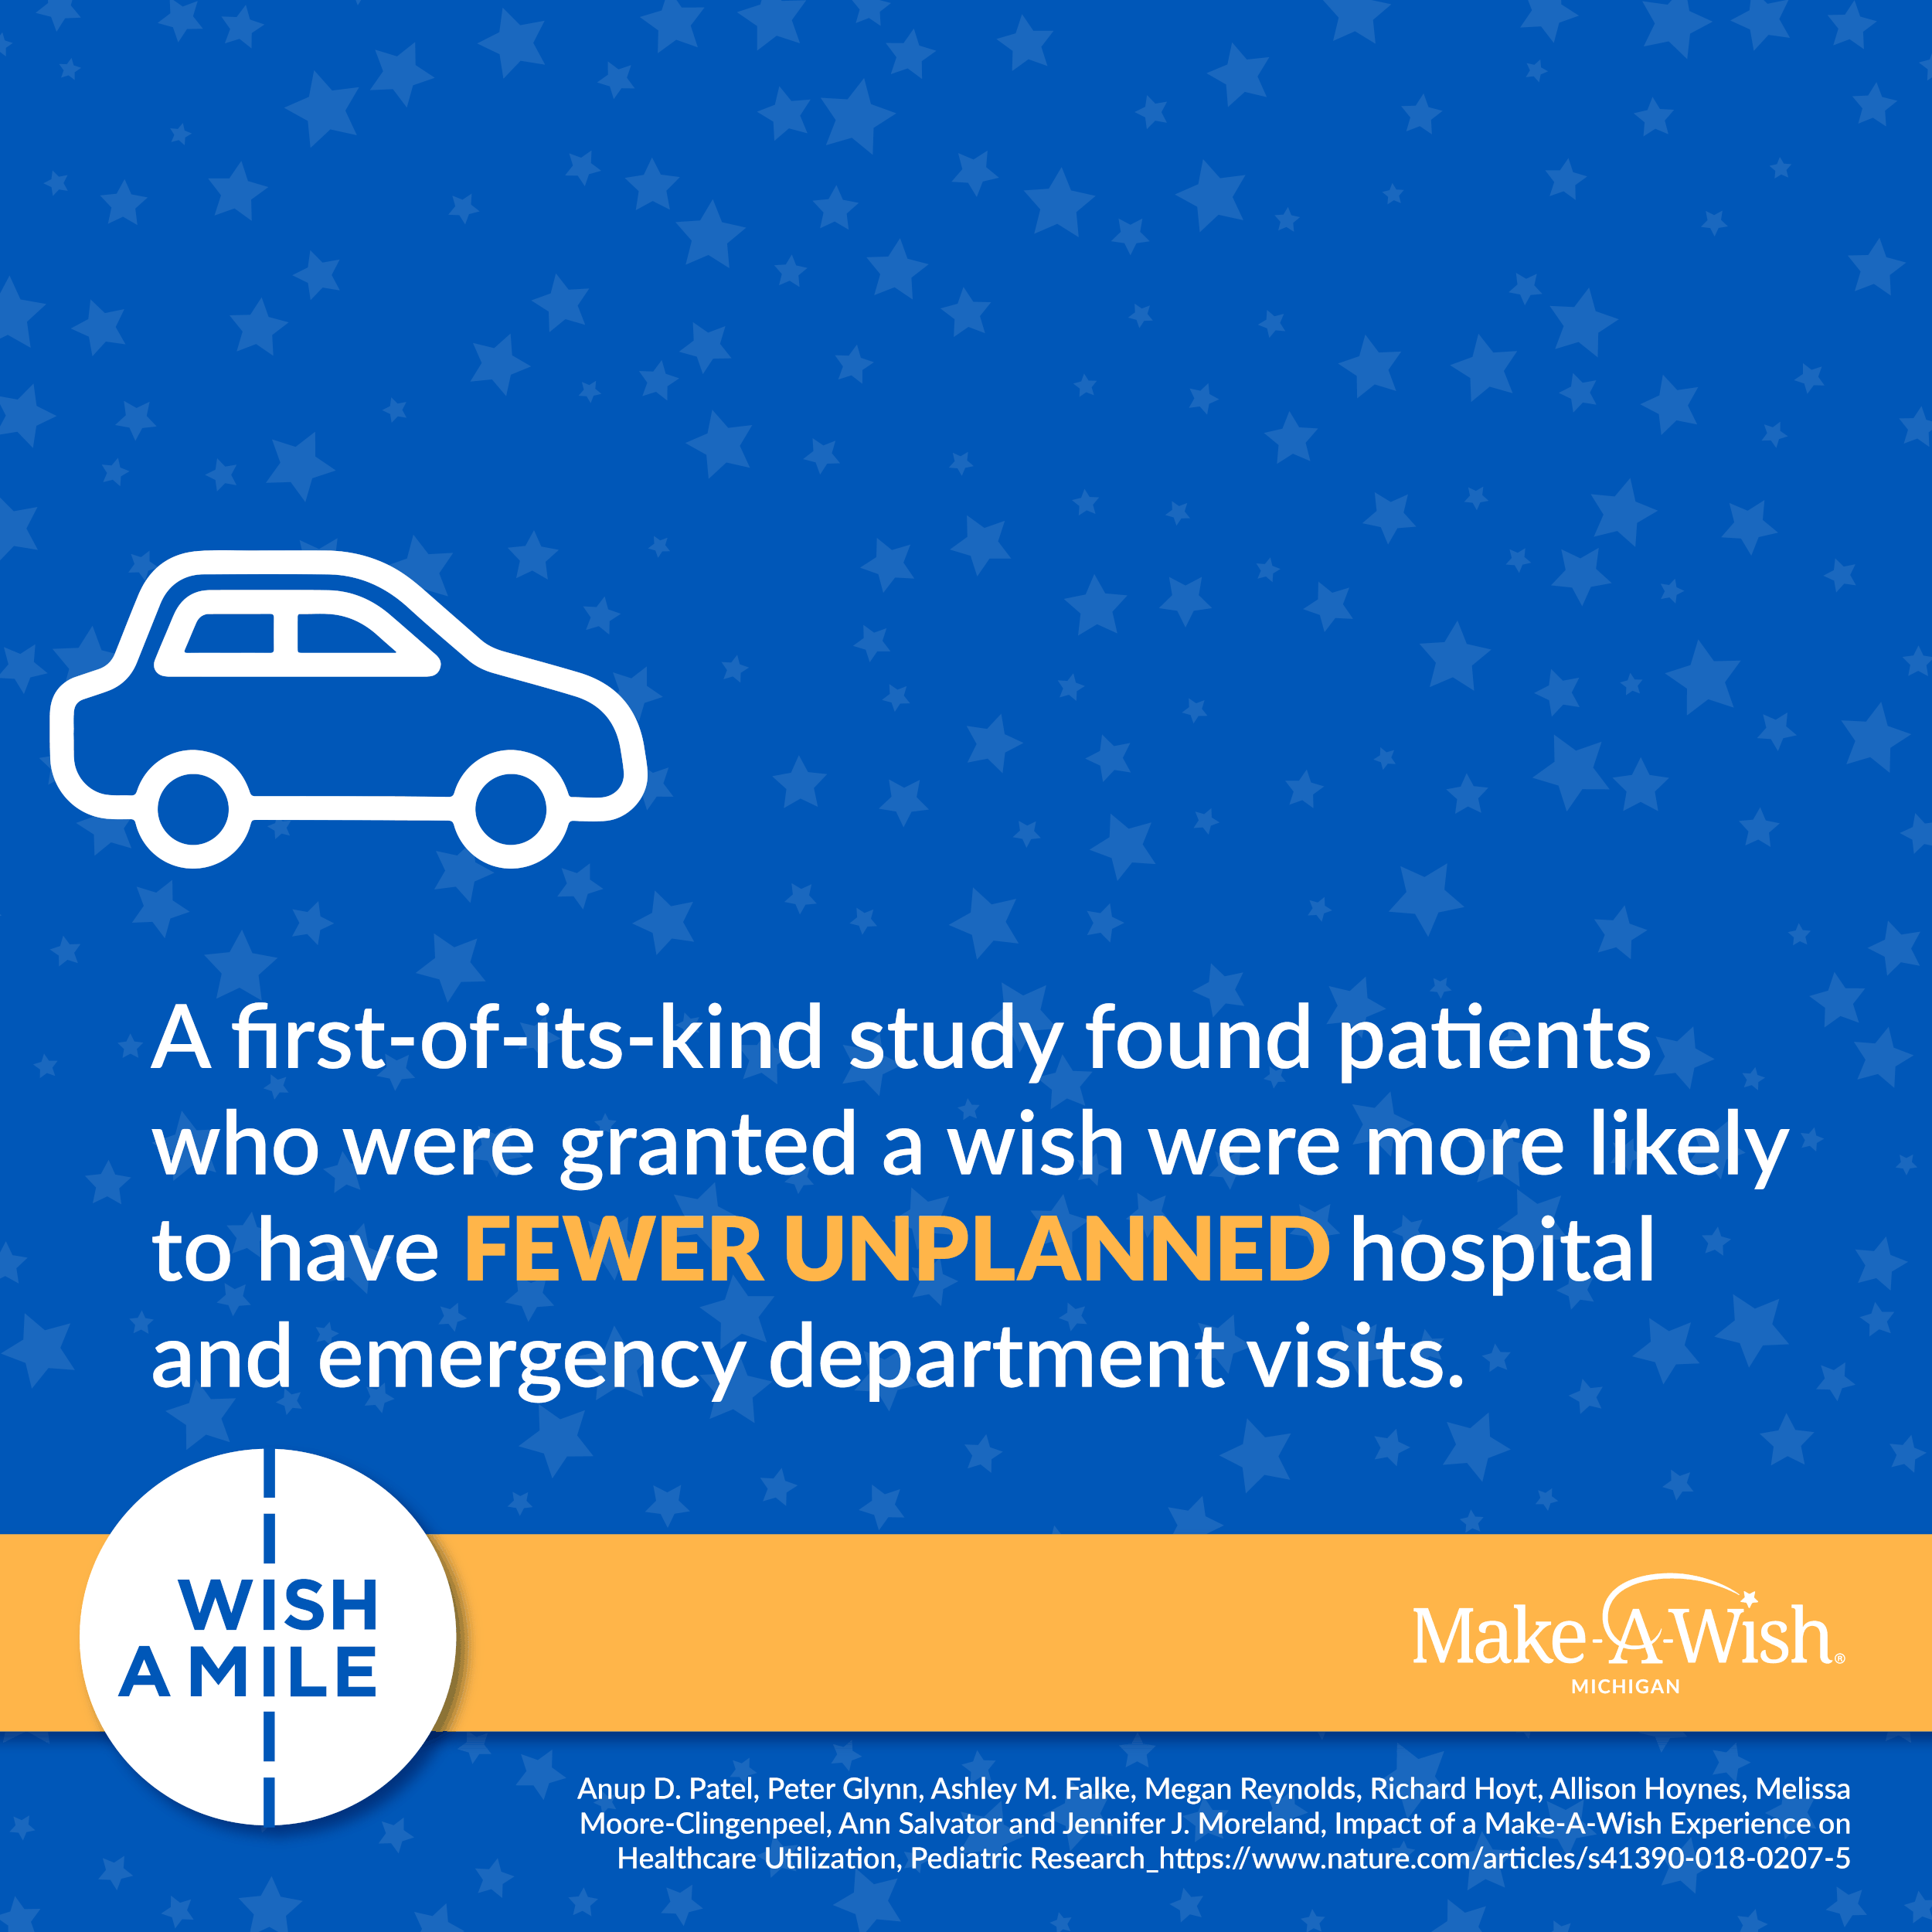 A first-of-its-kind study found patients
who were granted a wish were more likely
to have FEWER UNPLANNED hospital
and emergency department visits.
WISH
A MILE
Make-A-Wish®
MICHIGAN
Anup D. Patel, Peter Glynn, Ashley M. Falke, Megan Reynolds, Richard Hoyt, Allison Hoynes, Melissa
Moore-Clingenpeel, Ann Salvator and Jennifer J. Moreland, Impact of a Make-A-Wish Experience on
Healthcare Utilization, Pediatric Research_https://www.nature.com/articles/s41390-018-0207-5